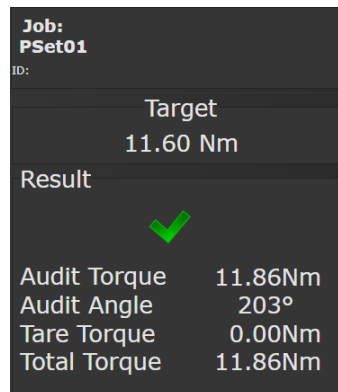 Job:
PSet01
ID:
Target
11.60 Nm
Result
Audit Torque 11.86Nm
Audit Angle 203°
Tare Torque 0.00Nm
Total Torque 11.86Nm